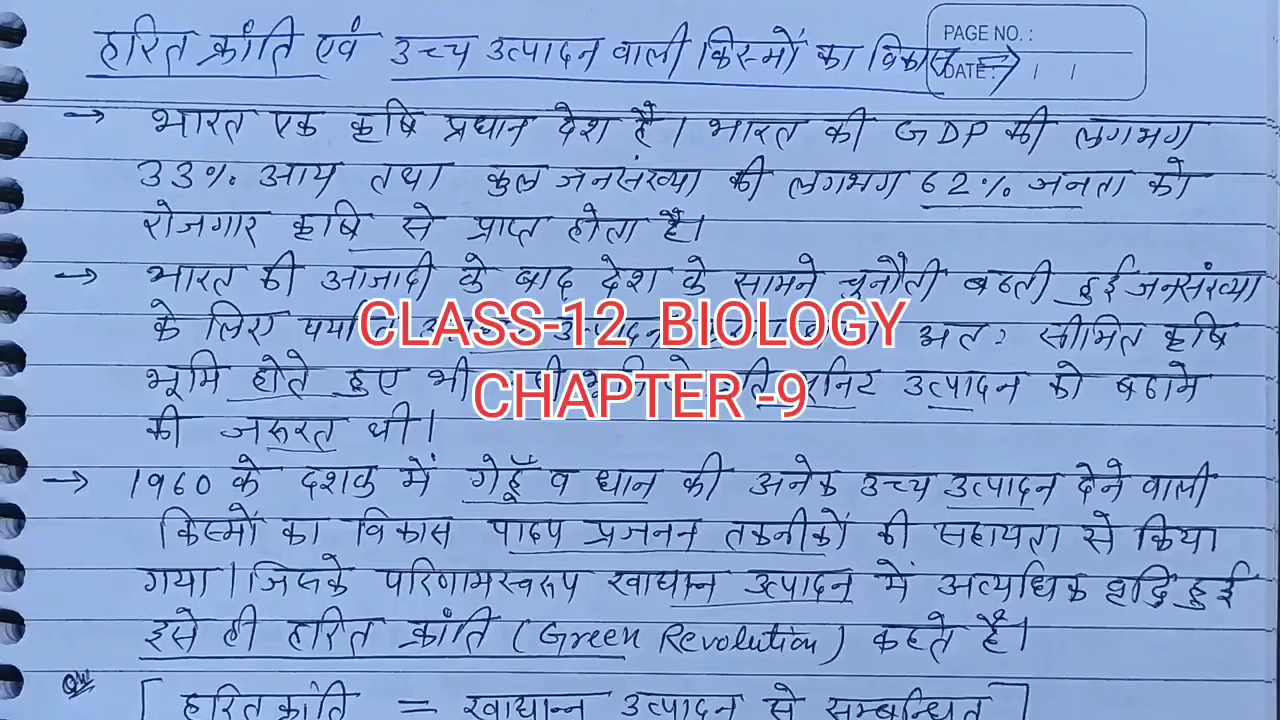 हरित क्रांति एवं उच्च उत्पादन वाली किस्मों का विकास ⇒
PAGE NO. :
DATE : / /
→ भारत एक कृषि प्रधान देश है। भारत की GDP की लगभग
33% आय तथा कुल जनसंख्या की लगभग 62% जनता को
रोजगार कृषि से प्राप्त होता है।
→ भारत की आजादी के बाद देश के सामने चुनौती बढती हुई जनसंख्या
के लिए उत्पादन अतः सीमित कृषि
CLASS-12 BIOLOGY
भूमि होते हुए भी यूनिट उत्पादन को बढाने
CHAPTER -9
की जरूरत थी।
→ 1960 के दशक में गेहूँ व धान की अनेक उच्च उत्पादन देने वाली
किस्मों का विकास पादप प्रजनन तकनीकों की सहायता से किया
गया। जिसके परिणामस्वरूप खाद्यान्न उत्पादन में अत्यधिक वृद्धि हुई
इसे ही हरित क्रांति (Green Revolution) कहते है।
[ हरित क्रांति = खाद्यान्न उत्पादन से सम्बन्धित ]